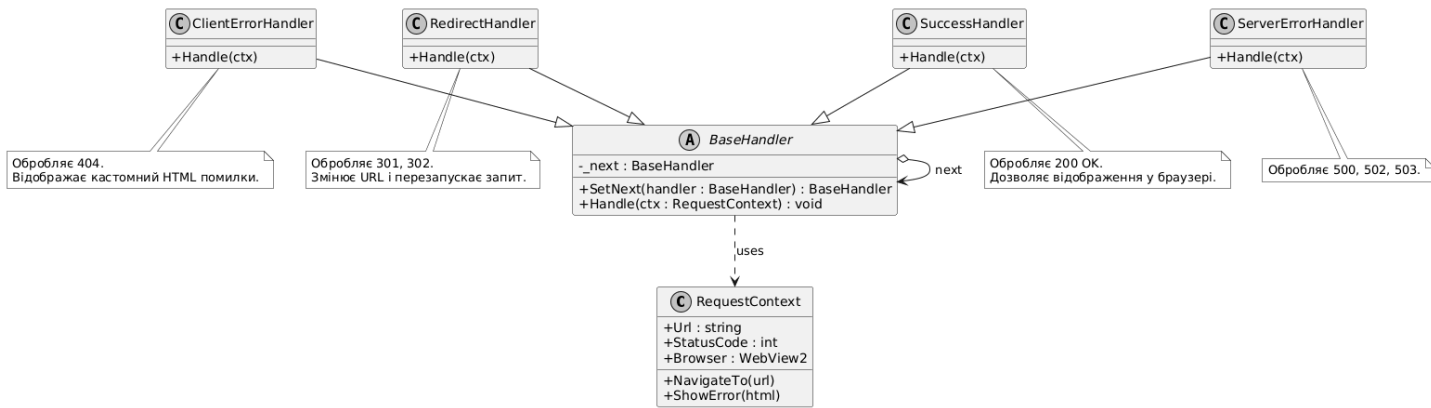 C ClientErrorHandler
+Handle(ctx)
C RedirectHandler
+Handle(ctx)
C SuccessHandler
+Handle(ctx)
C ServerErrorHandler
+Handle(ctx)
Обробляє 404.
Відображає кастомний HTML помилки.
Обробляє 301, 302.
Змінює URL і перезапускає запит.
A BaseHandler
-_next : BaseHandler
+SetNext(handler : BaseHandler) : BaseHandler
+Handle(ctx : RequestContext) : void
next
Обробляє 200 OK.
Дозволяє відображення у браузері.
Обробляє 500, 502, 503.
uses
C RequestContext
+Url : string
+StatusCode : int
+Browser : WebView2
+NavigateTo(url)
+ShowError(html)